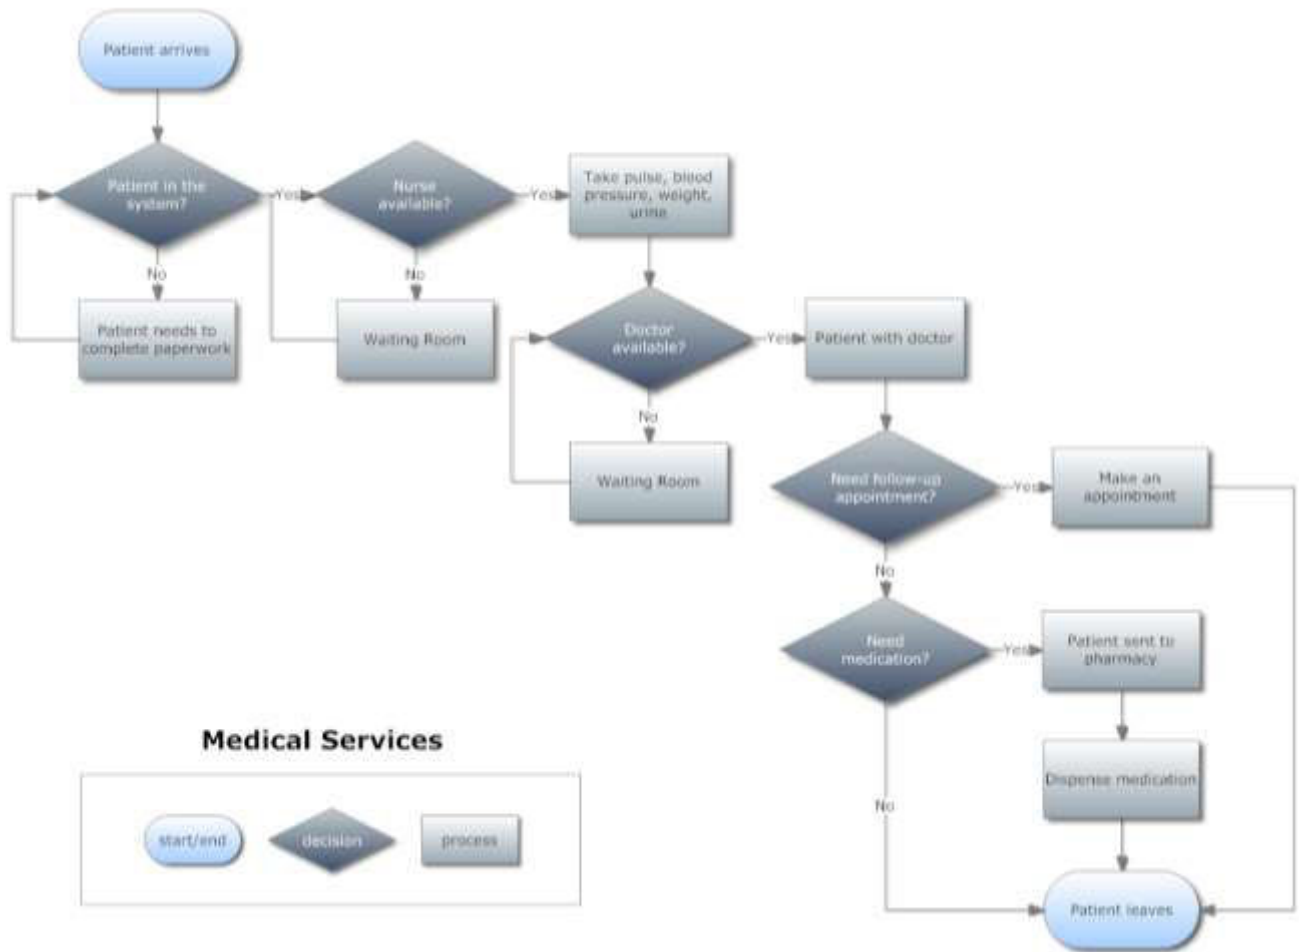 Patient arrives
Patient in the
system?
Yes
Nurse
available?
Yes
Take pulse, blood
pressure, weight,
urine
No
Patient needs to
complete paperwork
No
Waiting Room
Doctor
available?
Yes
Patient with doctor
No
Waiting Room
Need follow-up
appointment?
Yes
Make an
appointment
No
Need
medication?
Yes
Patient sent to
pharmacy
Dispense medication
No
Patient leaves
Medical Services
start/end
decision
process